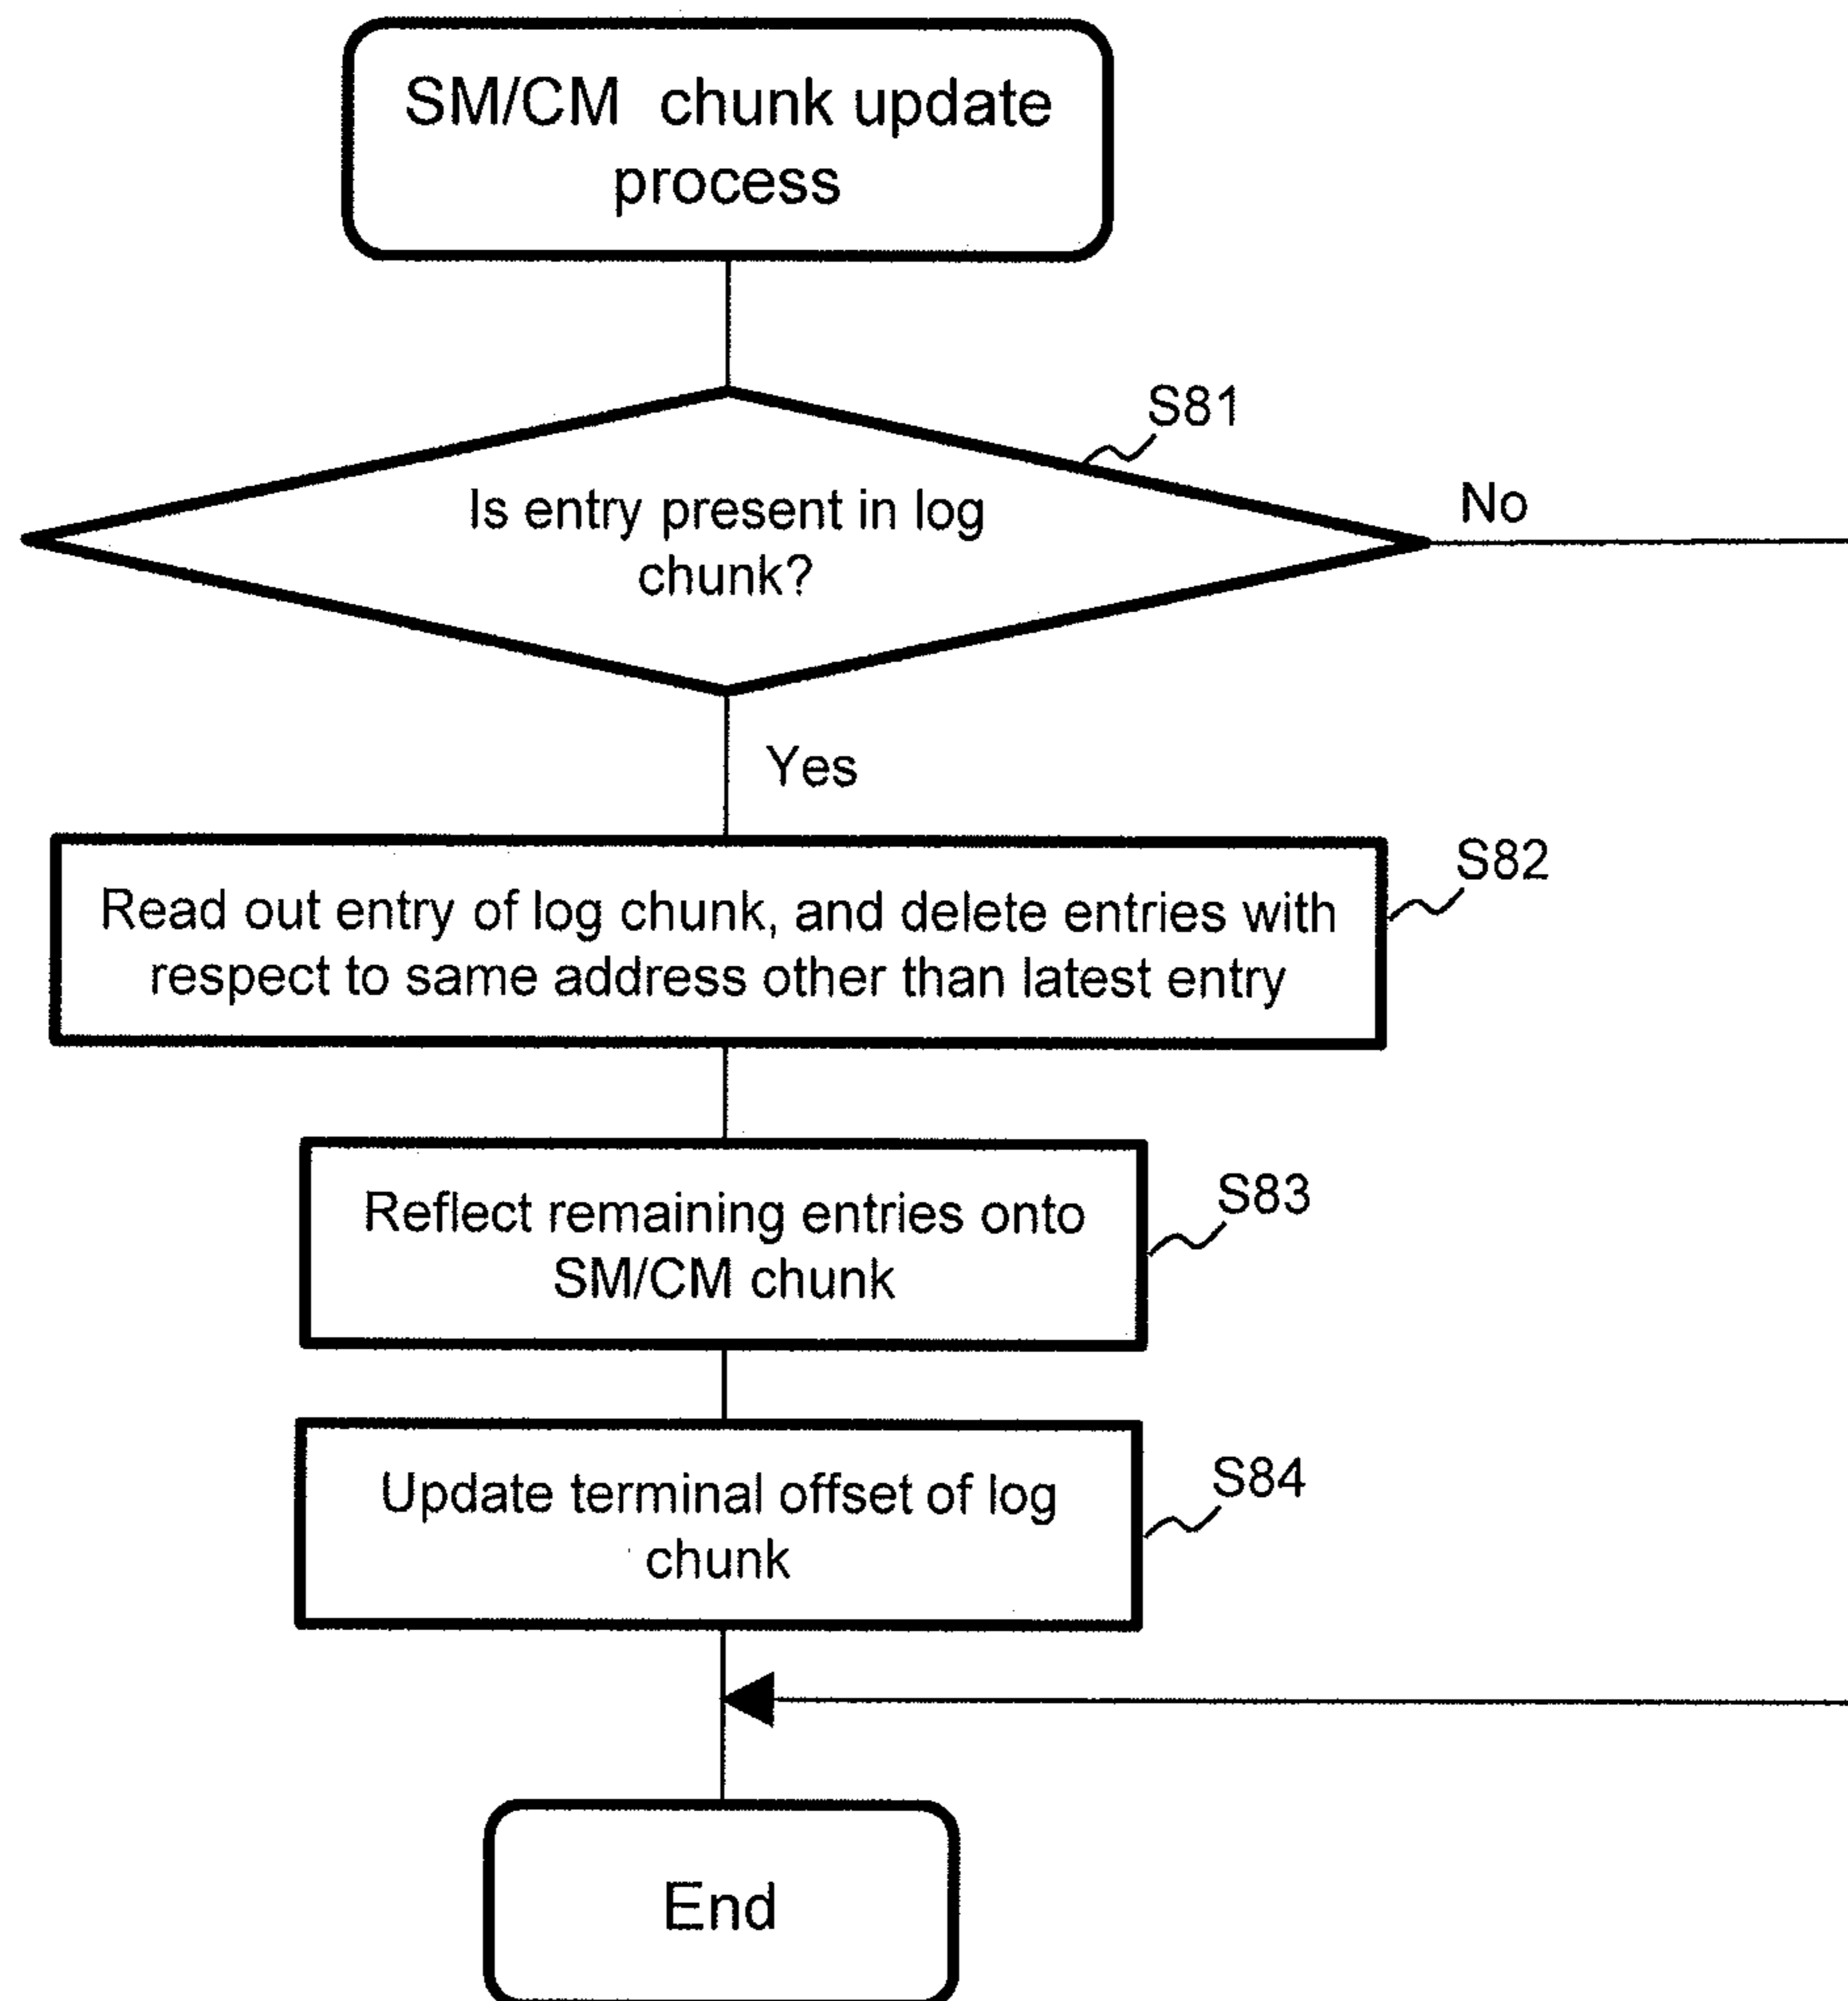 SM/CM chunk update
process
S81
Is entry present in log
chunk?
No
Yes
S82
Read out entry of log chunk, and delete entries with
respect to same address other than latest entry
S83
Reflect remaining entries onto
SM/CM chunk
S84
Update terminal offset of log
chunk
End